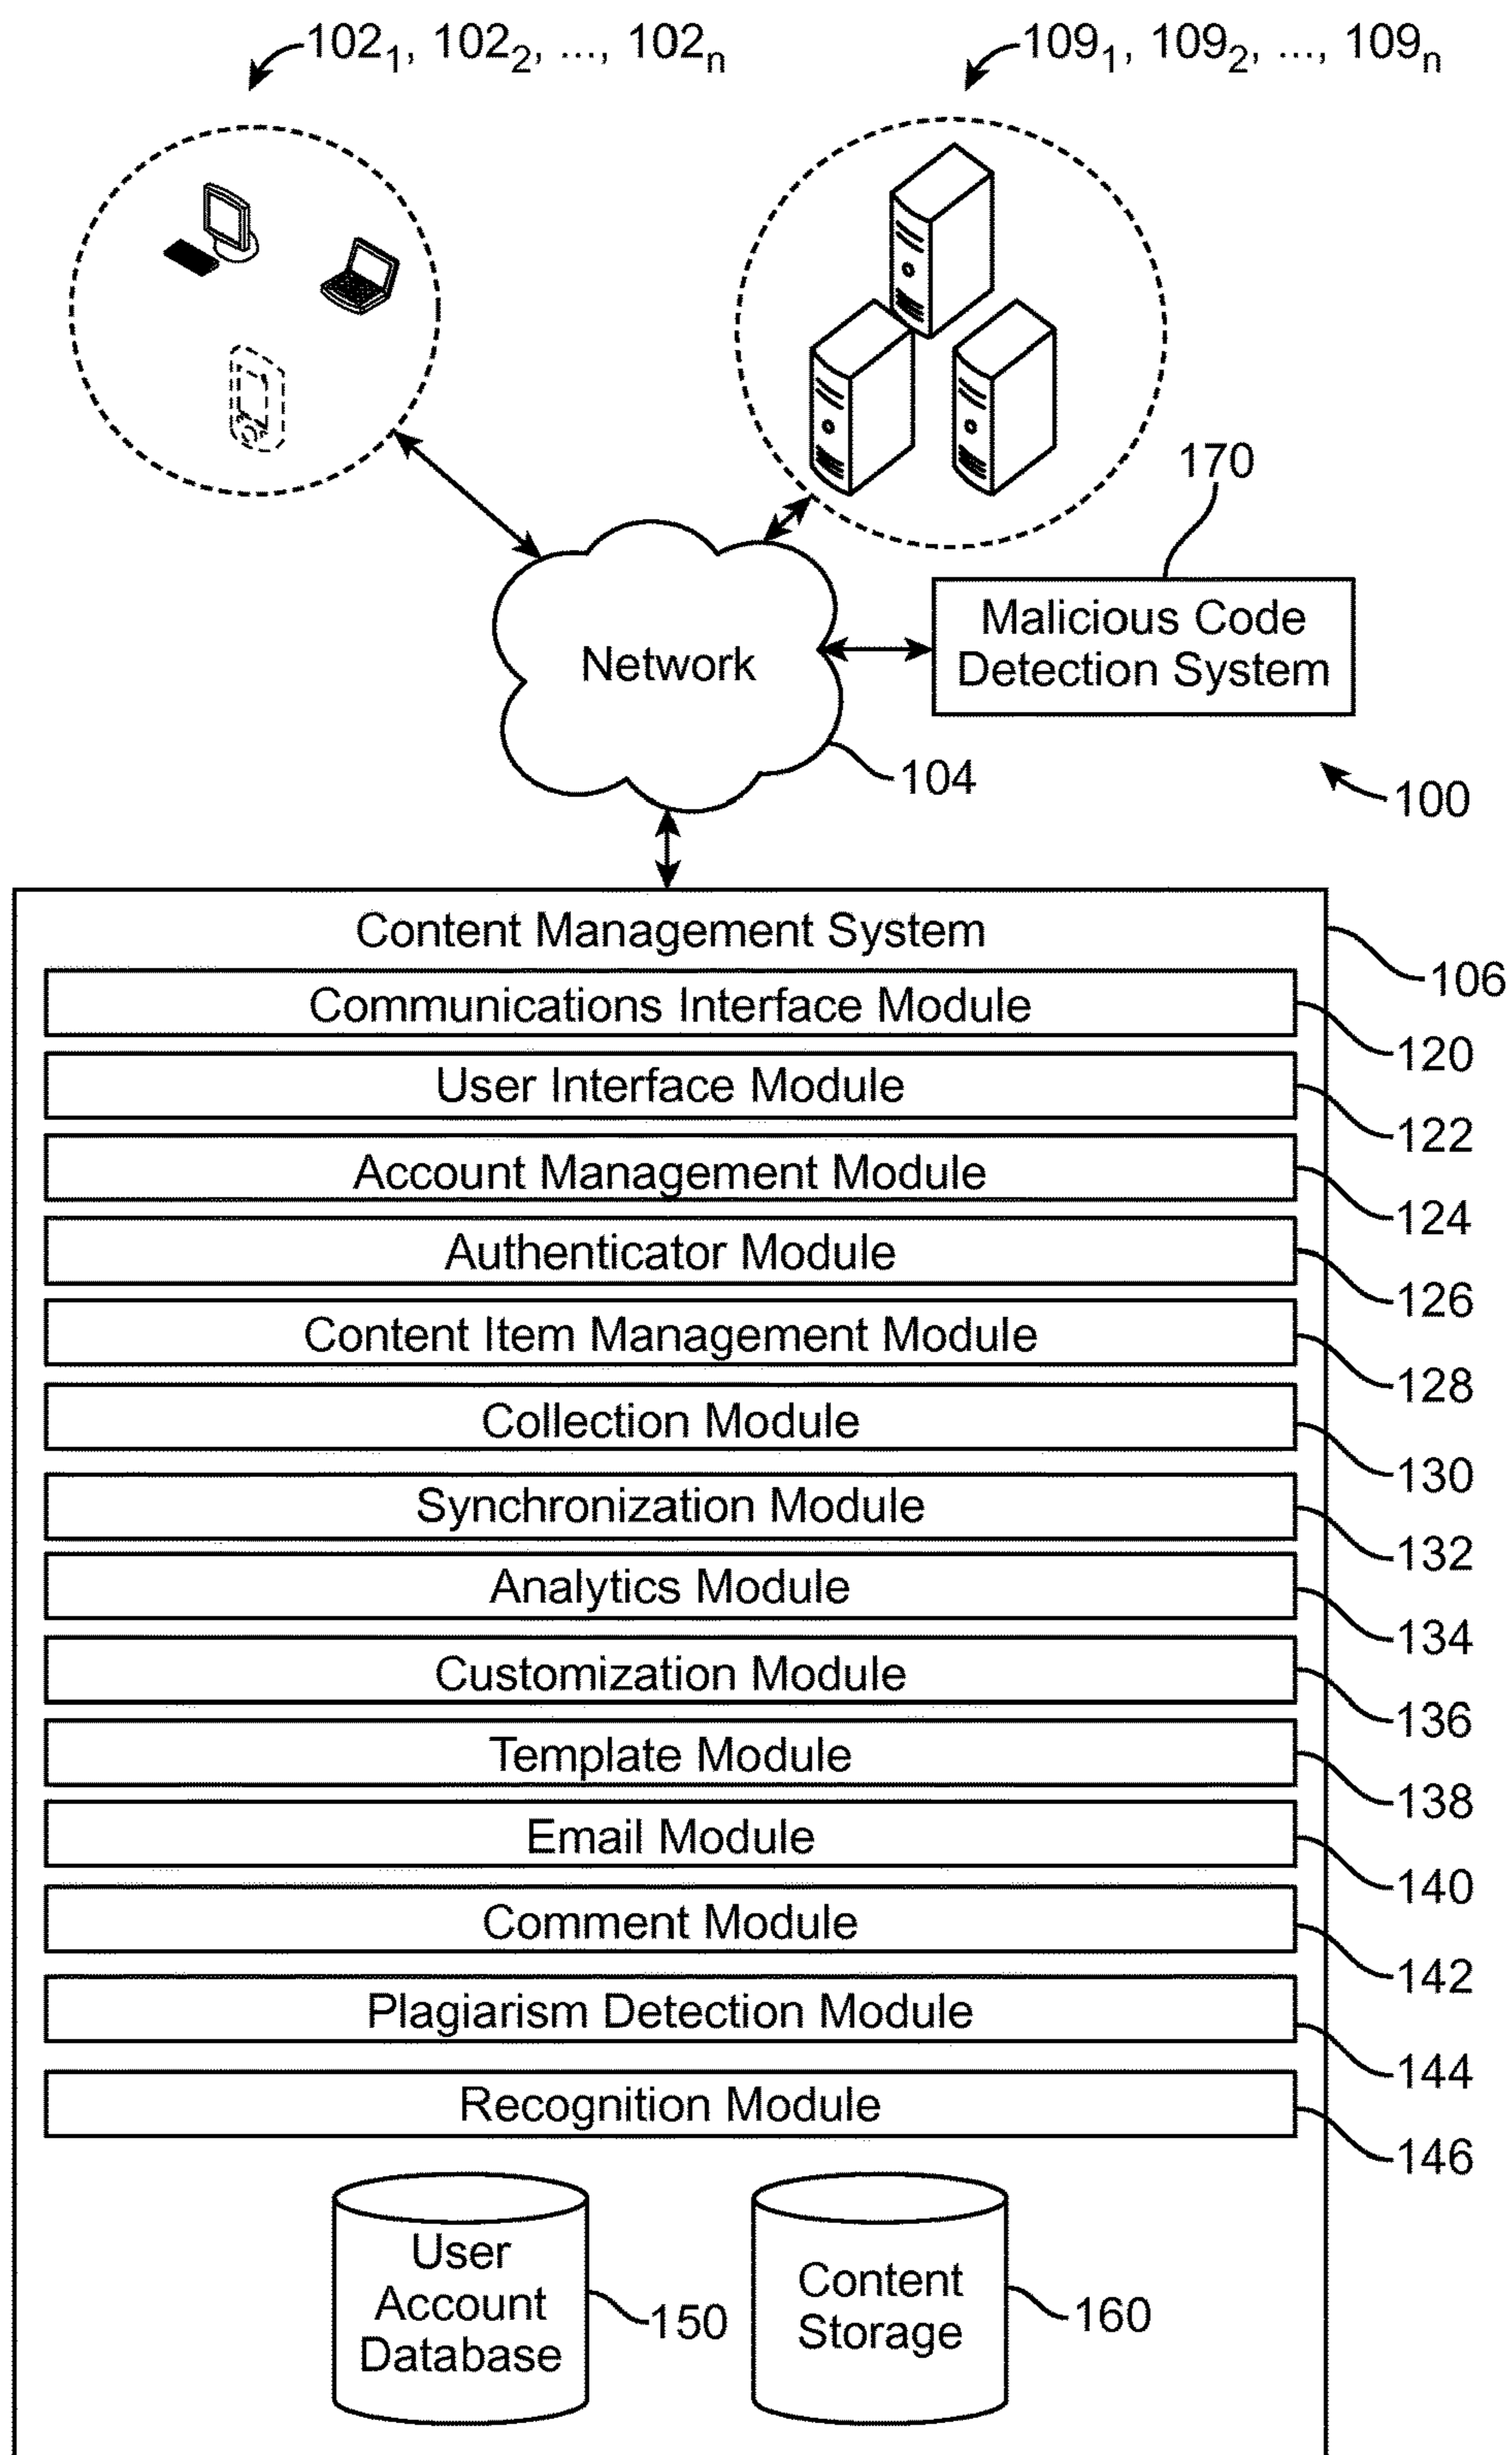 102₁, 102₂, ..., 102ₙ
109₁, 109₂, ..., 109ₙ
170
Malicious Code
Detection System
Network
104
100
Content Management System
106
Communications Interface Module
120
User Interface Module
122
Account Management Module
124
Authenticator Module
126
Content Item Management Module
128
Collection Module
130
Synchronization Module
132
Analytics Module
134
Customization Module
136
Template Module
138
Email Module
140
Comment Module
142
Plagiarism Detection Module
144
Recognition Module
146
User
Account
Database
150
Content
Storage
160